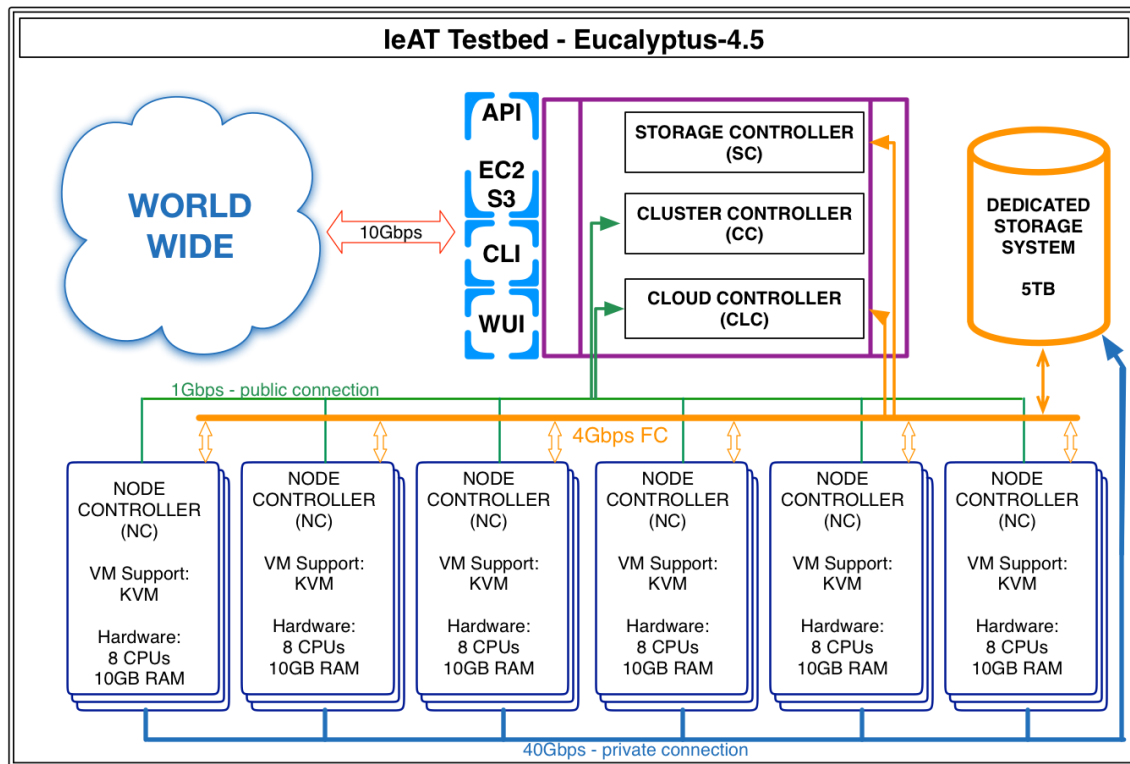 IeAT Testbed - Eucalyptus-4.5
WORLD
WIDE
10Gbps
API
EC2
S3
CLI
WUI
STORAGE CONTROLLER
(SC)
CLUSTER CONTROLLER
(CC)
CLOUD CONTROLLER
(CLC)
DEDICATED
STORAGE
SYSTEM
5TB
1Gbps - public connection
4Gbps FC
NODE
CONTROLLER
(NC)
VM Support:
KVM
Hardware:
8 CPUs
10GB RAM
NODE
CONTROLLER
(NC)
VM Support:
KVM
Hardware:
8 CPUs
10GB RAM
NODE
CONTROLLER
(NC)
VM Support:
KVM
Hardware:
8 CPUs
10GB RAM
NODE
CONTROLLER
(NC)
VM Support:
KVM
Hardware:
8 CPUs
10GB RAM
NODE
CONTROLLER
(NC)
VM Support:
KVM
Hardware:
8 CPUs
10GB RAM
NODE
CONTROLLER
(NC)
VM Support:
KVM
Hardware:
8 CPUs
10GB RAM
40Gbps - private connection